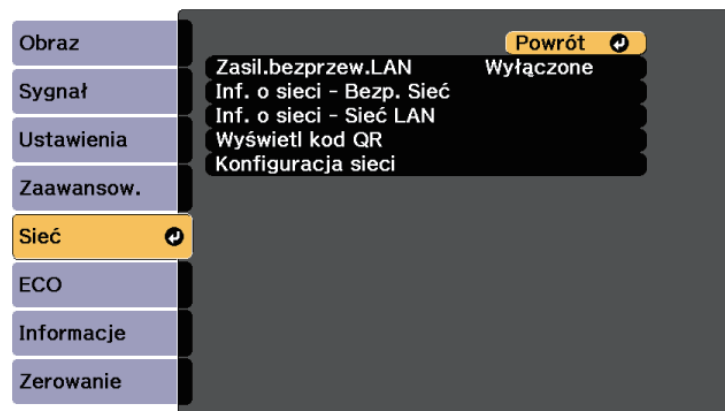 Obraz
Sygnał
Ustawienia
Zaawansow.
Sieć
ECO
Informacje
Zerowanie
Powrót
Zasil.bezprzew.LAN Wyłączone
Inf. o sieci - Bezp. Sieć
Inf. o sieci - Sieć LAN
Wyświetl kod QR
Konfiguracja sieci